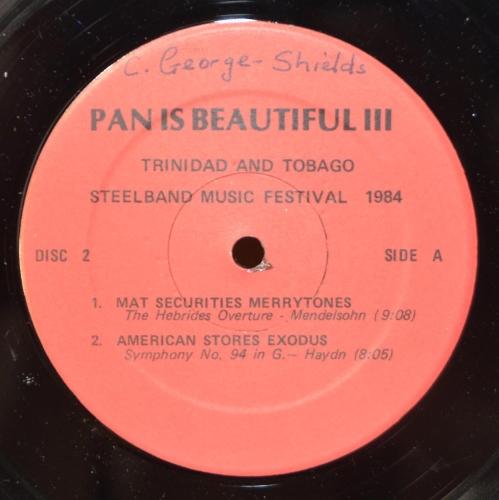 C. George-Shields
PAN IS BEAUTIFUL III
TRINIDAD AND TOBAGO
STEELBAND MUSIC FESTIVAL 1984
DISC 2 SIDE A
1. MAT SECURITIES MERRYTONES
The Hebrides Overture - Mendelsohn (9:08)
2. AMERICAN STORES EXODUS
Symphony No. 94 in G.- Haydn (8:05)